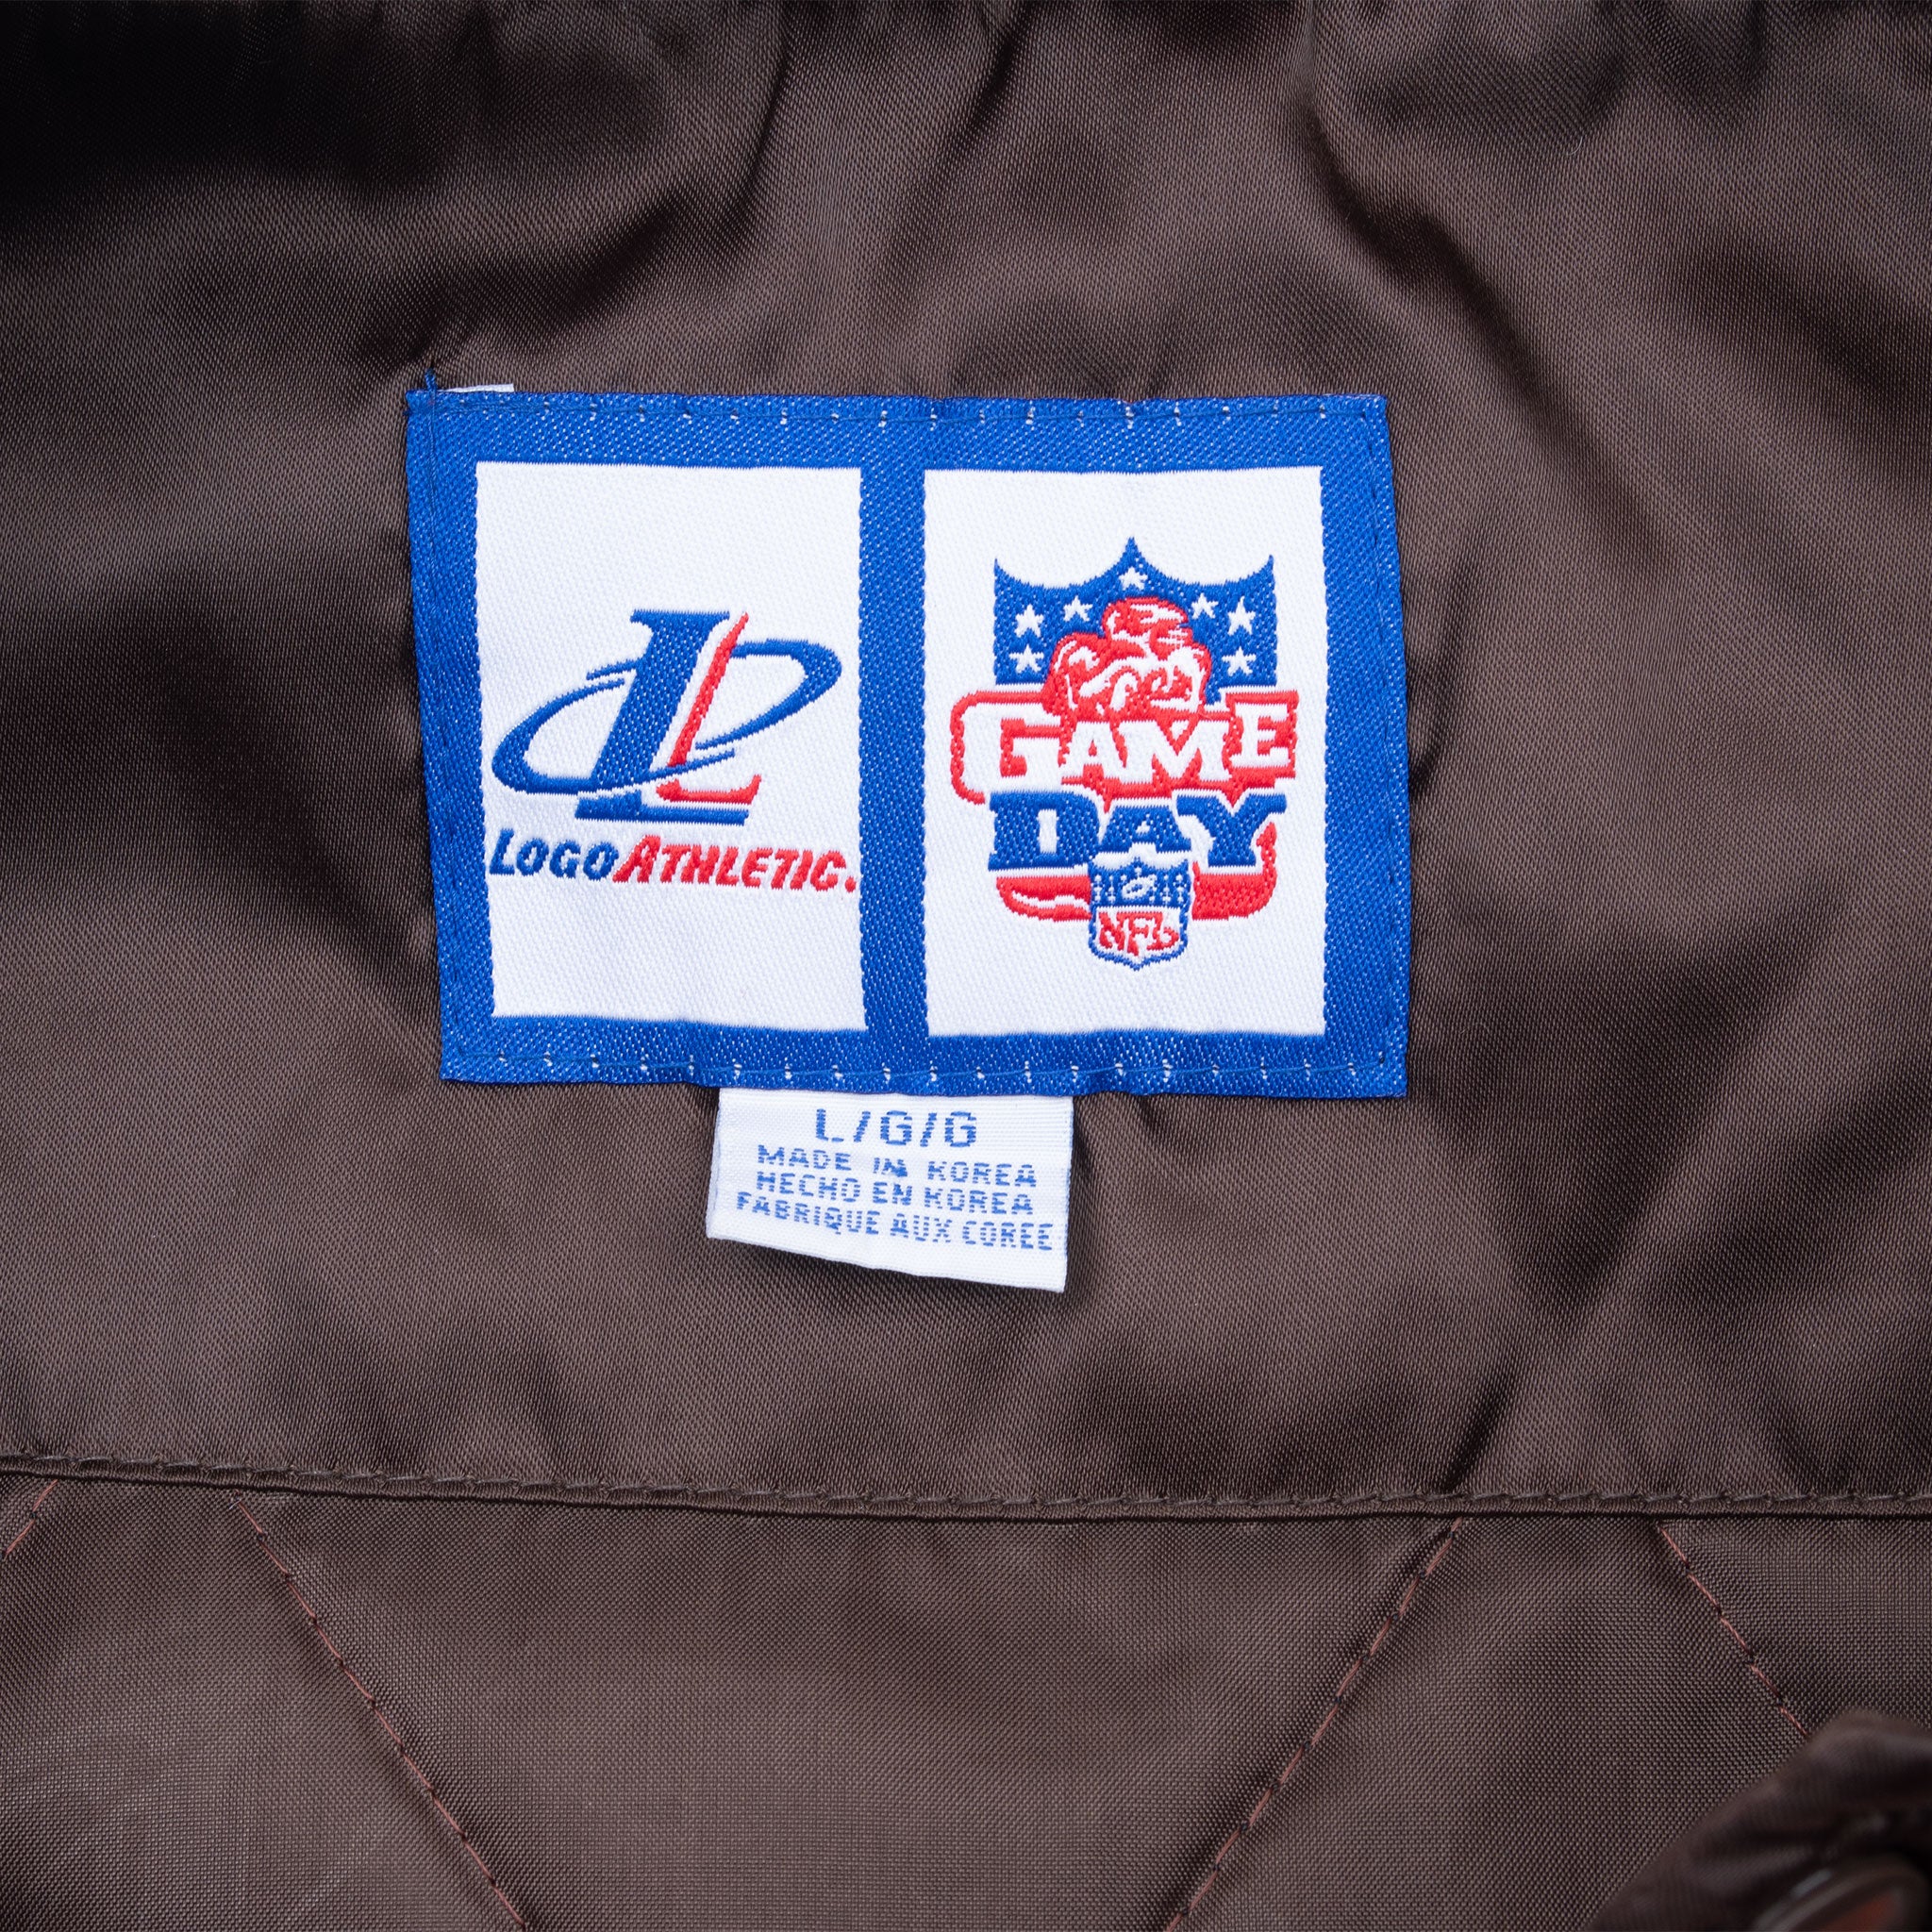 L
LOGOATHLETIC.
GAME
DAY
NFL
L/G/G
MADE IN KOREA
HECHO EN KOREA
FABRIQUE AUX COREE